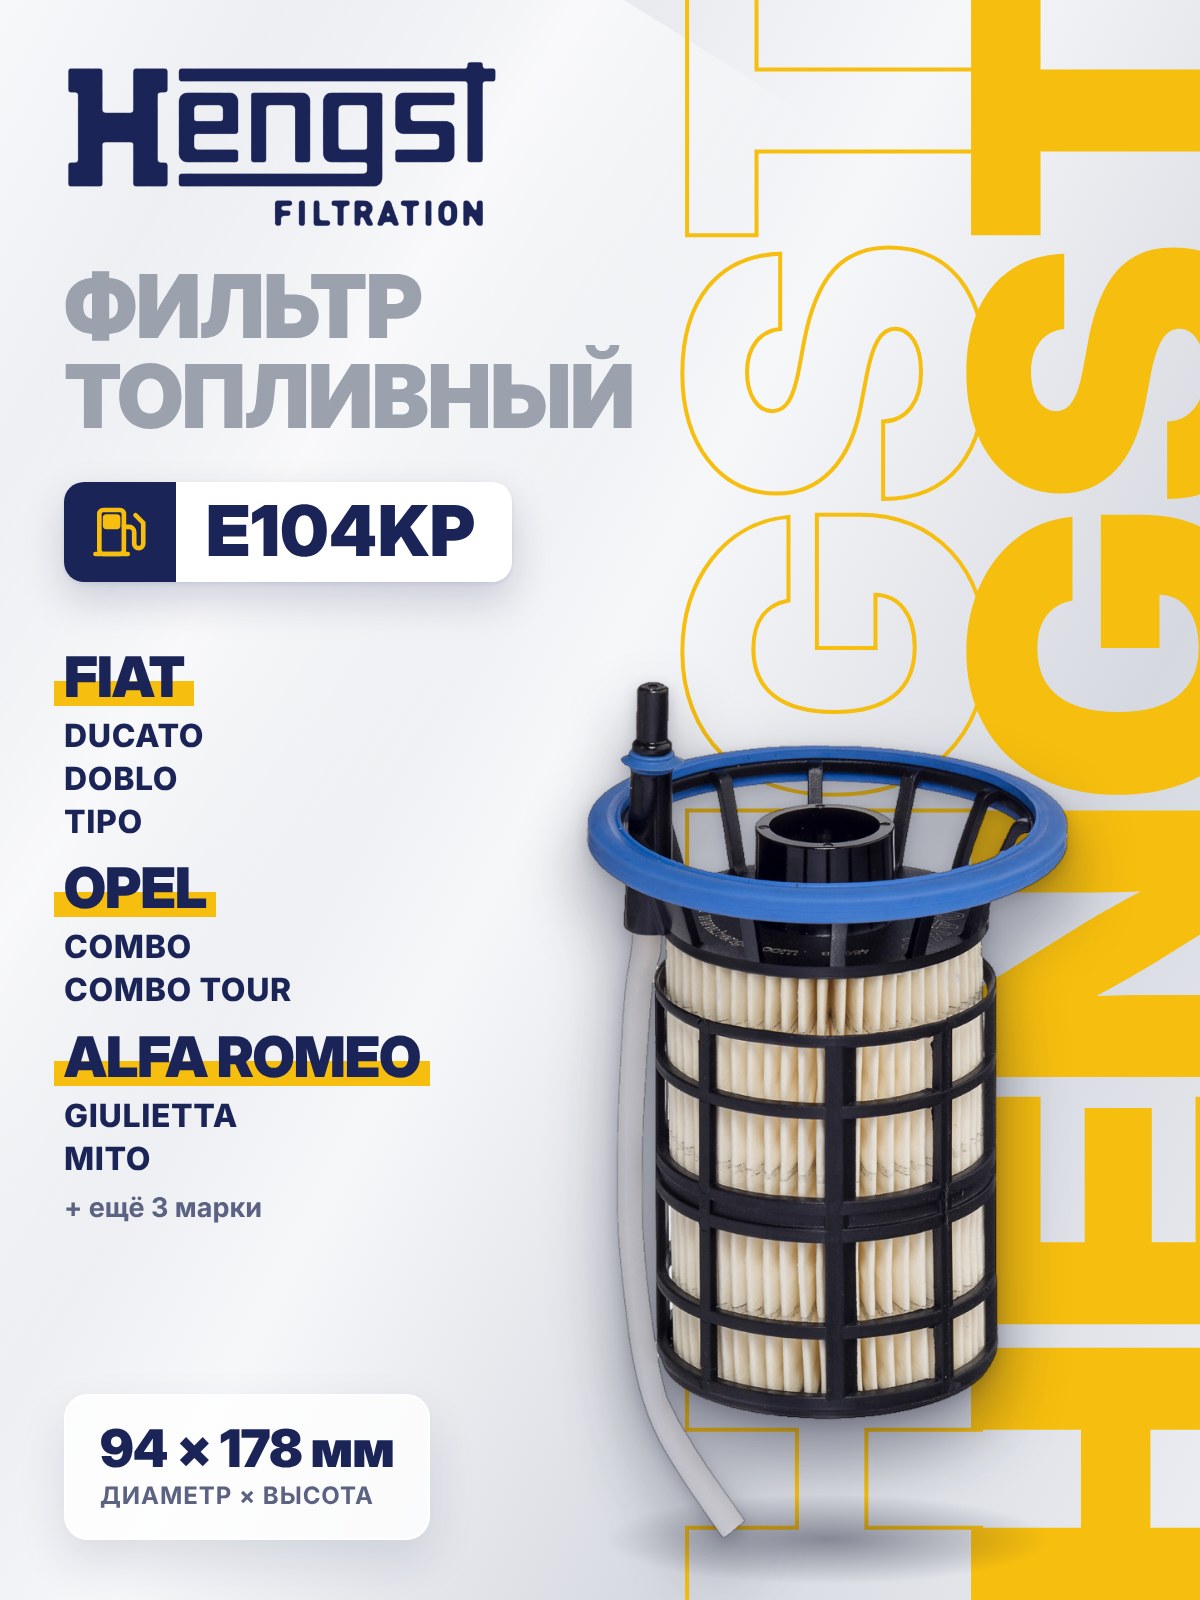 Hengst
FILTRATION
ФИЛЬТР
ТОПЛИВНЫЙ
E104KP
FIAT
DUCATO
DOBLO
TIPO
OPEL
COMBO
COMBO TOUR
ALFA ROMEO
GIULIETTA
MITO
+ ещё 3 марки
94 × 178 мм
ДИАМЕТР × ВЫСОТА
HENGST
HENGST